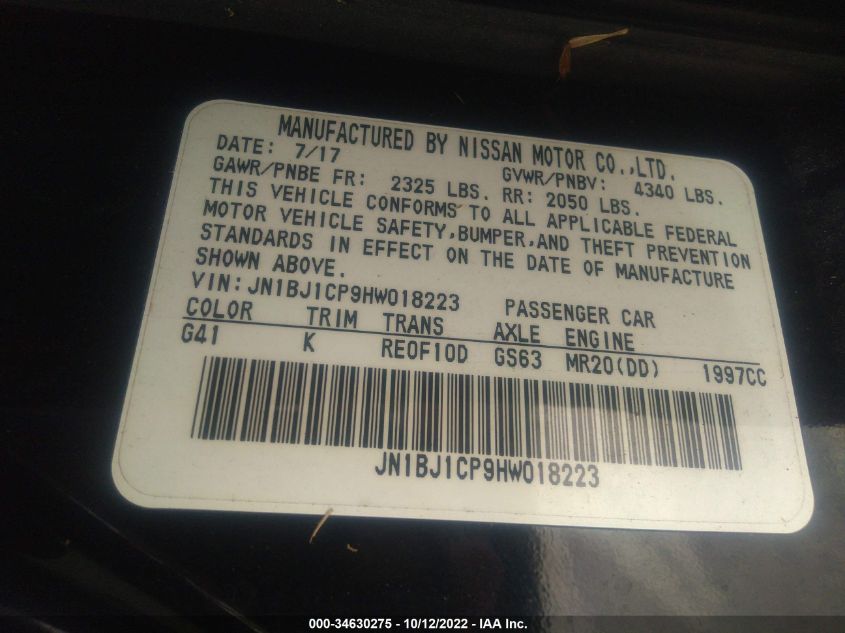 MANUFACTURED BY NISSAN MOTOR CO.,LTD.
DATE: 7/17 GVWR/PNBV: 4340 LBS.
GAWR/PNBE FR: 2325 LBS. RR: 2050 LBS.
THIS VEHICLE CONFORMS TO ALL APPLICABLE FEDERAL
MOTOR VEHICLE SAFETY,BUMPER,AND THEFT PREVENTION
STANDARDS IN EFFECT ON THE DATE OF MANUFACTURE
SHOWN ABOVE.
VIN:JN1BJ1CP9HW018223 PASSENGER CAR
COLOR TRIM TRANS AXLE ENGINE
G41 K RE0F10D GS63 MR20(DD) 1997CC
JN1BJ1CP9HW018223
000-34630275 - 10/12/2022 - IAA Inc.